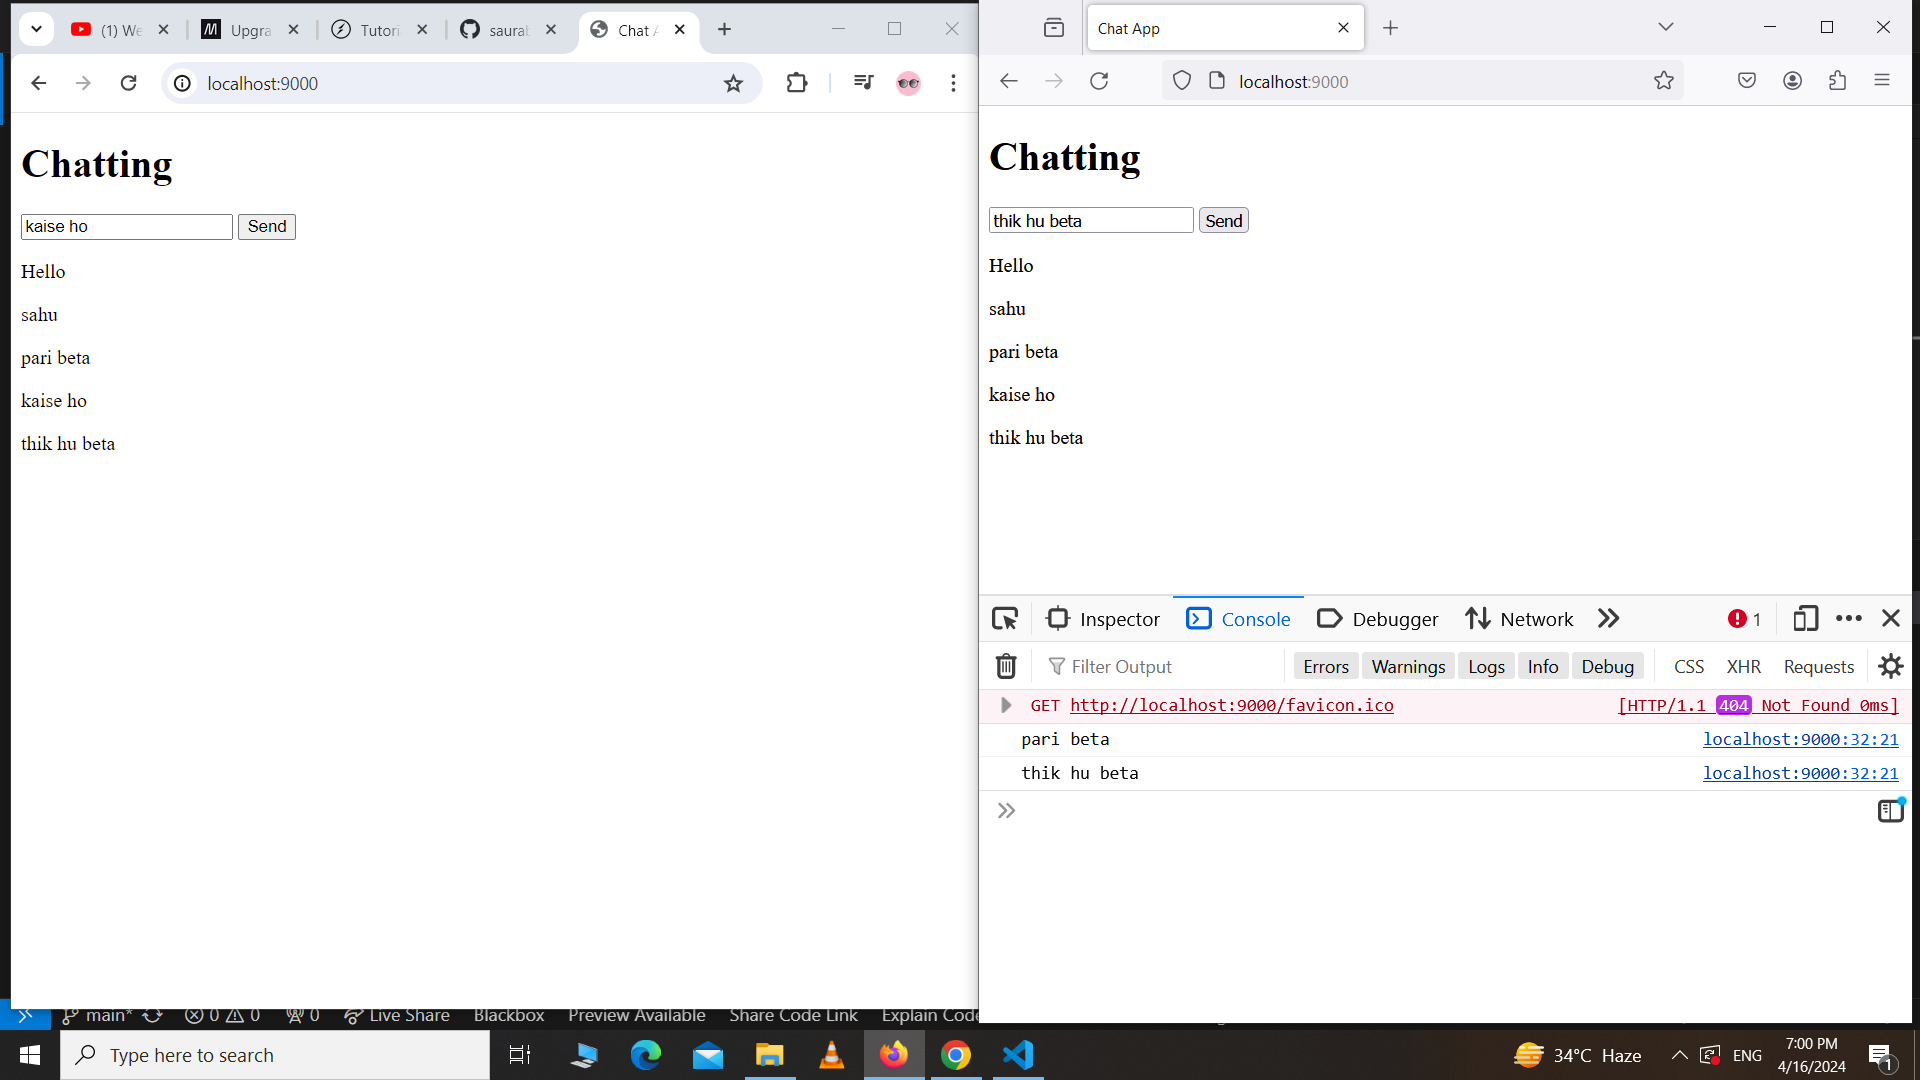 (1) We
Upgra
Tutori
saural
Chat A
localhost:9000
Chatting
kaise ho
Send
Hello
sahu
pari beta
kaise ho
thik hu beta
Chat App
localhost:9000
Chatting
thik hu beta
Send
Hello
sahu
pari beta
kaise ho
thik hu beta
Inspector
Console
Debugger
Network
1
Filter Output
Errors
Warnings
Logs
Info
Debug
CSS
XHR
Requests
GET http://localhost:9000/favicon.ico [HTTP/1.1 404 Not Found 0ms]
pari beta localhost:9000:32:21
thik hu beta localhost:9000:32:21
main* 0 0 0 Live Share Blackbox Preview Available Share Code Link Explain Code
Type here to search
34°C Haze
ENG
7:00 PM
4/16/2024
1